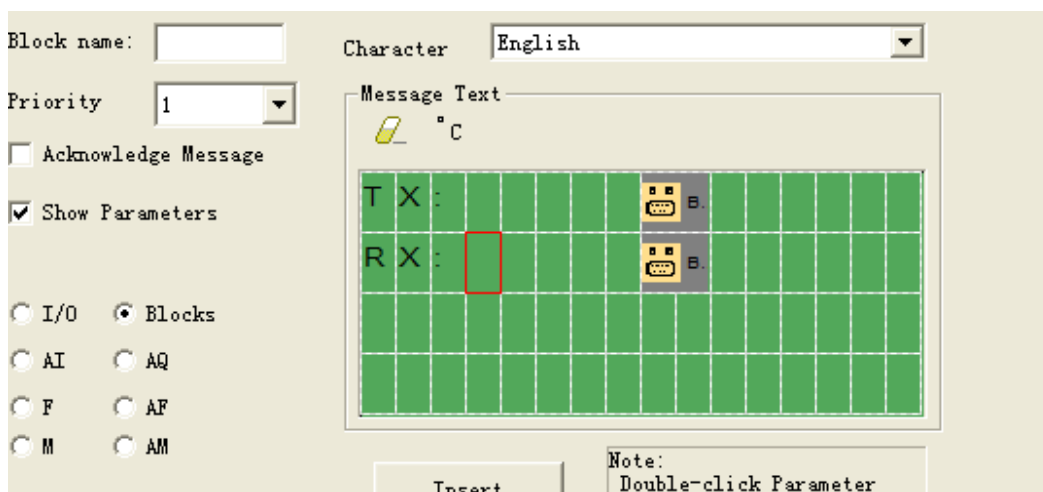 Block name:
Character English
Priority 1
Message Text
°C
Acknowledge Message
TX: B.
Show Parameters
RX: B.
I/O Blocks
AI AQ
F AF
M AM
Insert
Note:
Double-click Parameter